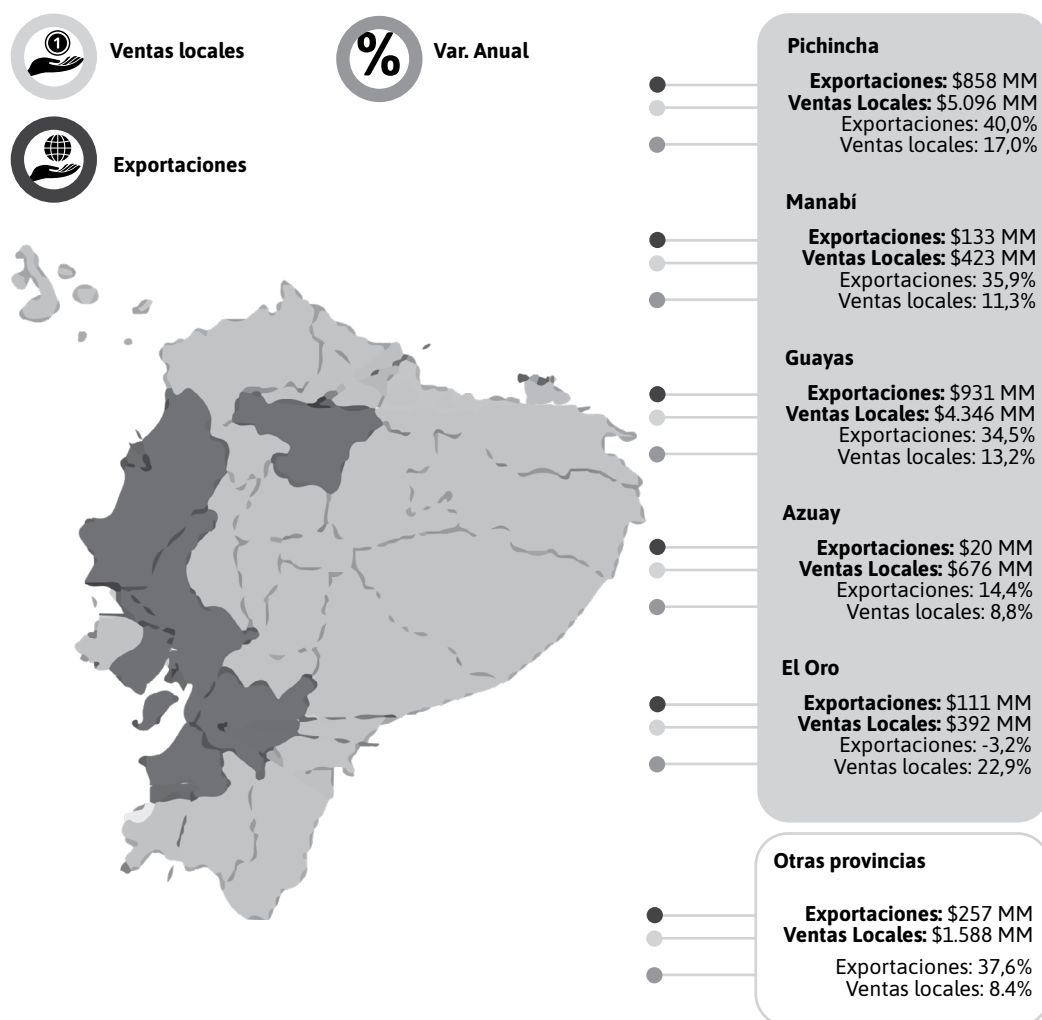 1
Ventas locales
%
Var. Anual
Exportaciones
Pichincha
Exportaciones: $858 MM
Ventas Locales: $5.096 MM
Exportaciones: 40,0%
Ventas locales: 17,0%
Manabí
Exportaciones: $133 MM
Ventas Locales: $423 MM
Exportaciones: 35,9%
Ventas locales: 11,3%
Guayas
Exportaciones: $931 MM
Ventas Locales: $4.346 MM
Exportaciones: 34,5%
Ventas locales: 13,2%
Azuay
Exportaciones: $20 MM
Ventas Locales: $676 MM
Exportaciones: 14,4%
Ventas locales: 8,8%
El Oro
Exportaciones: $111 MM
Ventas Locales: $392 MM
Exportaciones: -3,2%
Ventas locales: 22,9%
Otras provincias
Exportaciones: $257 MM
Ventas Locales: $1.588 MM
Exportaciones: 37,6%
Ventas locales: 8.4%